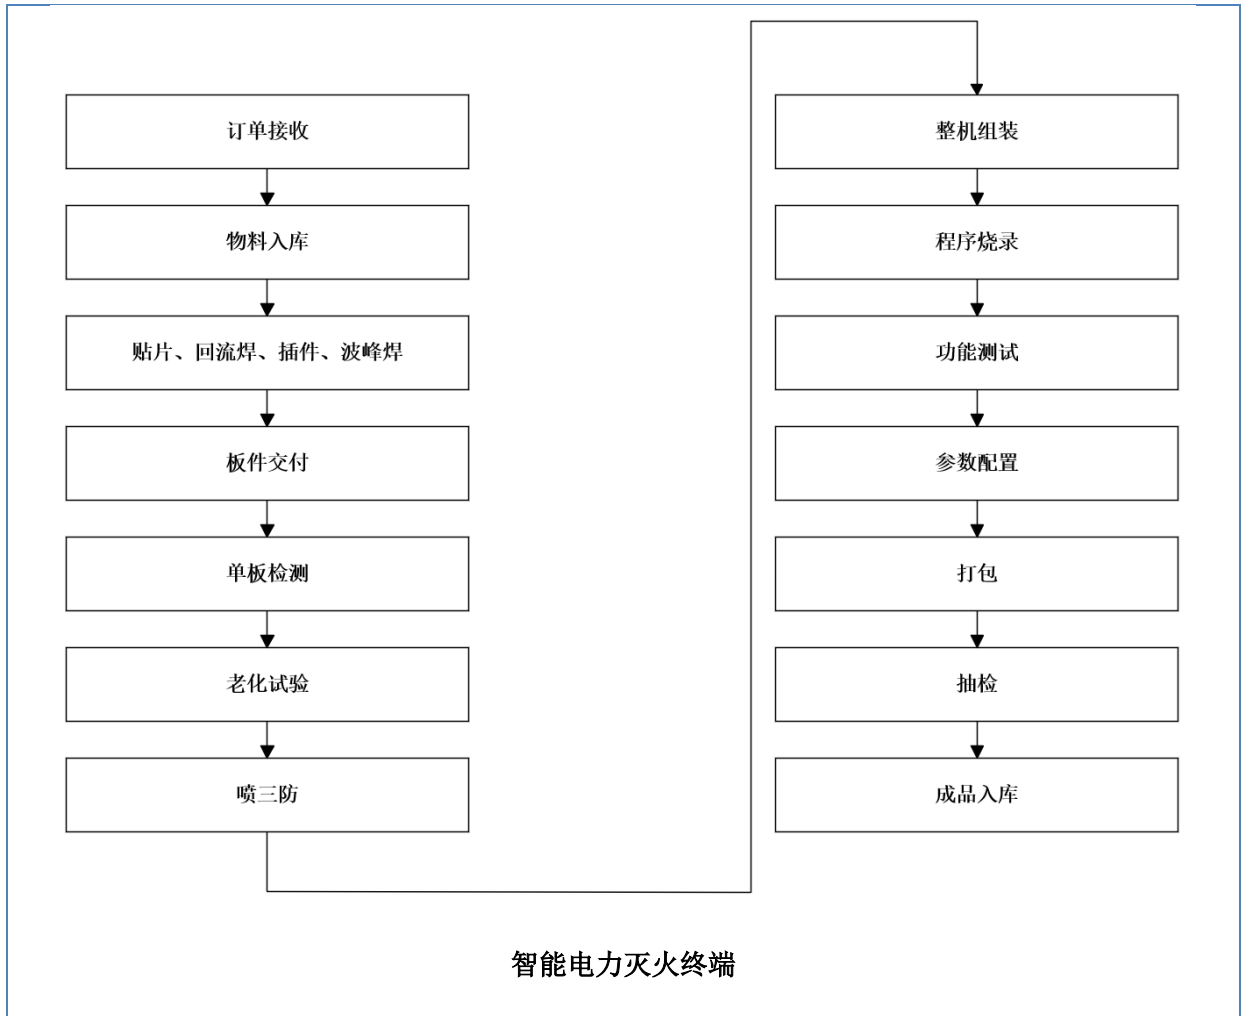 订单接收
物料入库
贴片、回流焊、插件、波峰焊
板件交付
单板检测
老化试验
喷三防
整机组装
程序烧录
功能测试
参数配置
打包
抽检
成品入库
智能电力灭火终端